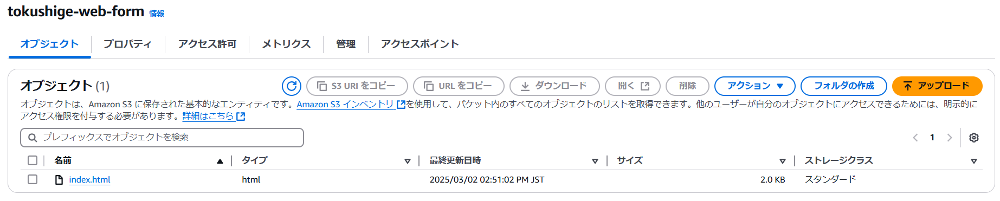 tokushige-web-form 情報
オブジェクト プロパティ アクセス許可 メトリクス 管理 アクセスポイント
オブジェクト (1) S3 URI をコピー URL をコピー ダウンロード 開く 削除 アクション フォルダの作成 アップロード
オブジェクトは、Amazon S3 に保存された基本的なエンティティです。Amazon S3 インベントリ を使用して、バケット内のすべてのオブジェクトのリストを取得できます。他のユーザーが自分のオブジェクトにアクセスできるためには、明示的に
アクセス権限を付与する必要があります。詳細はこちら
プレフィックスでオブジェクトを検索 1
名前 タイプ 最終更新日時 サイズ ストレージクラス
index.html html 2025/03/02 02:51:02 PM JST 2.0 KB スタンダード